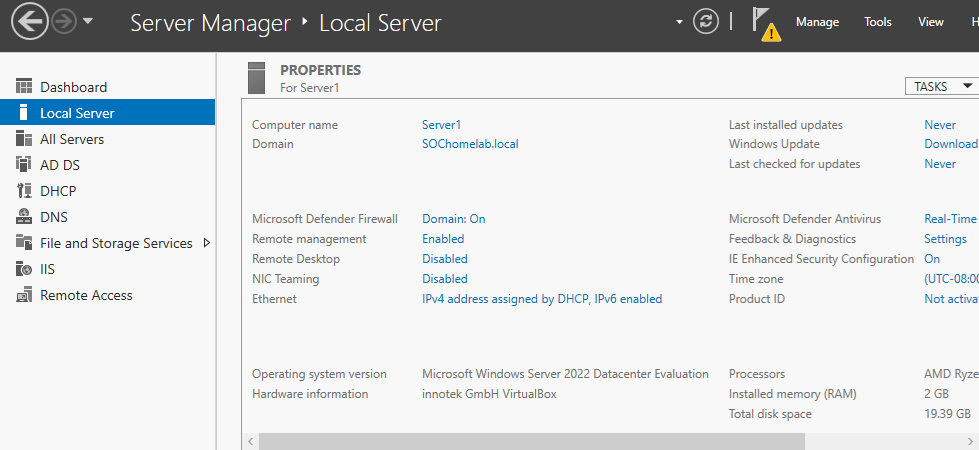 Server Manager ▸ Local Server
Manage Tools View H
Dashboard
Local Server
All Servers
AD DS
DHCP
DNS
File and Storage Services
IIS
Remote Access
PROPERTIES
For Server1
TASKS
Computer name Server1
Domain SOChomelab.local
Last installed updates Never
Windows Update Download
Last checked for updates Never
Microsoft Defender Firewall Domain: On
Remote management Enabled
Remote Desktop Disabled
NIC Teaming Disabled
Ethernet IPv4 address assigned by DHCP, IPv6 enabled
Microsoft Defender Antivirus Real-Time
Feedback & Diagnostics Settings
IE Enhanced Security Configuration On
Time zone (UTC-08:00
Product ID Not activa
Operating system version Microsoft Windows Server 2022 Datacenter Evaluation
Hardware information innotek GmbH VirtualBox
Processors AMD Ryze
Installed memory (RAM) 2 GB
Total disk space 19.39 GB